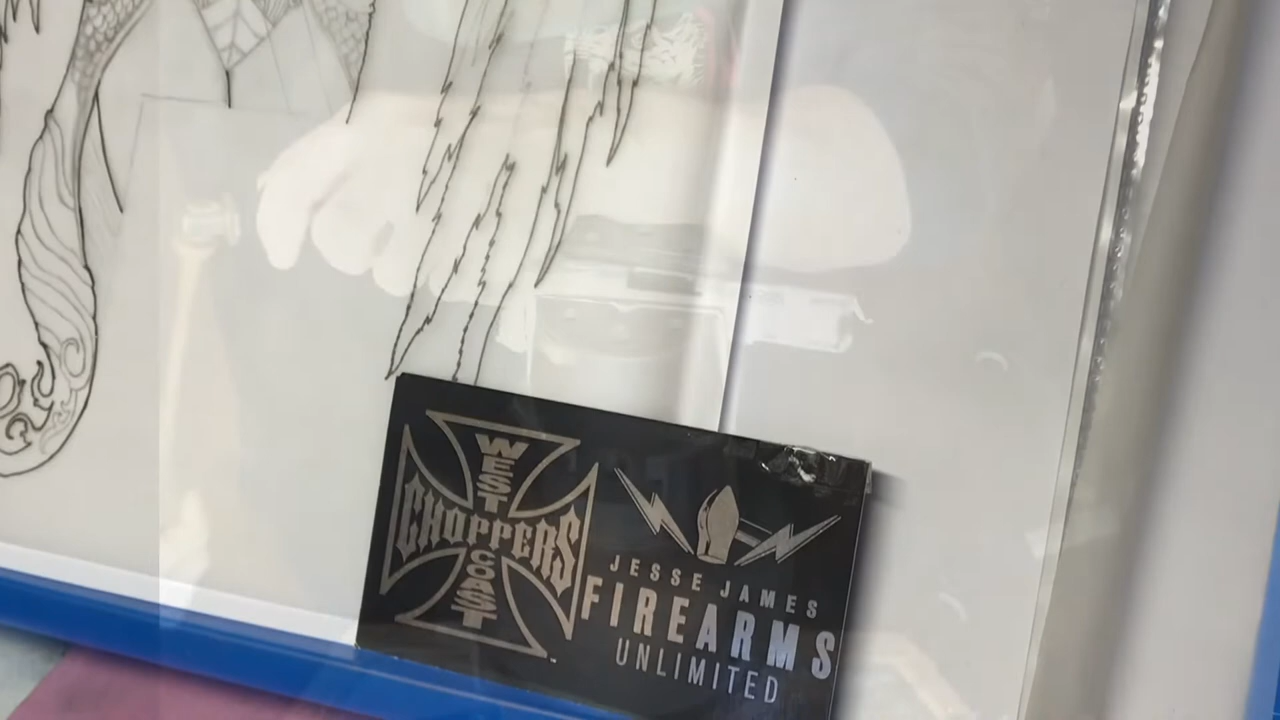 WEST
CHOPPERS
COAST
JESSE JAMES
FIREARMS
UNLIMITED